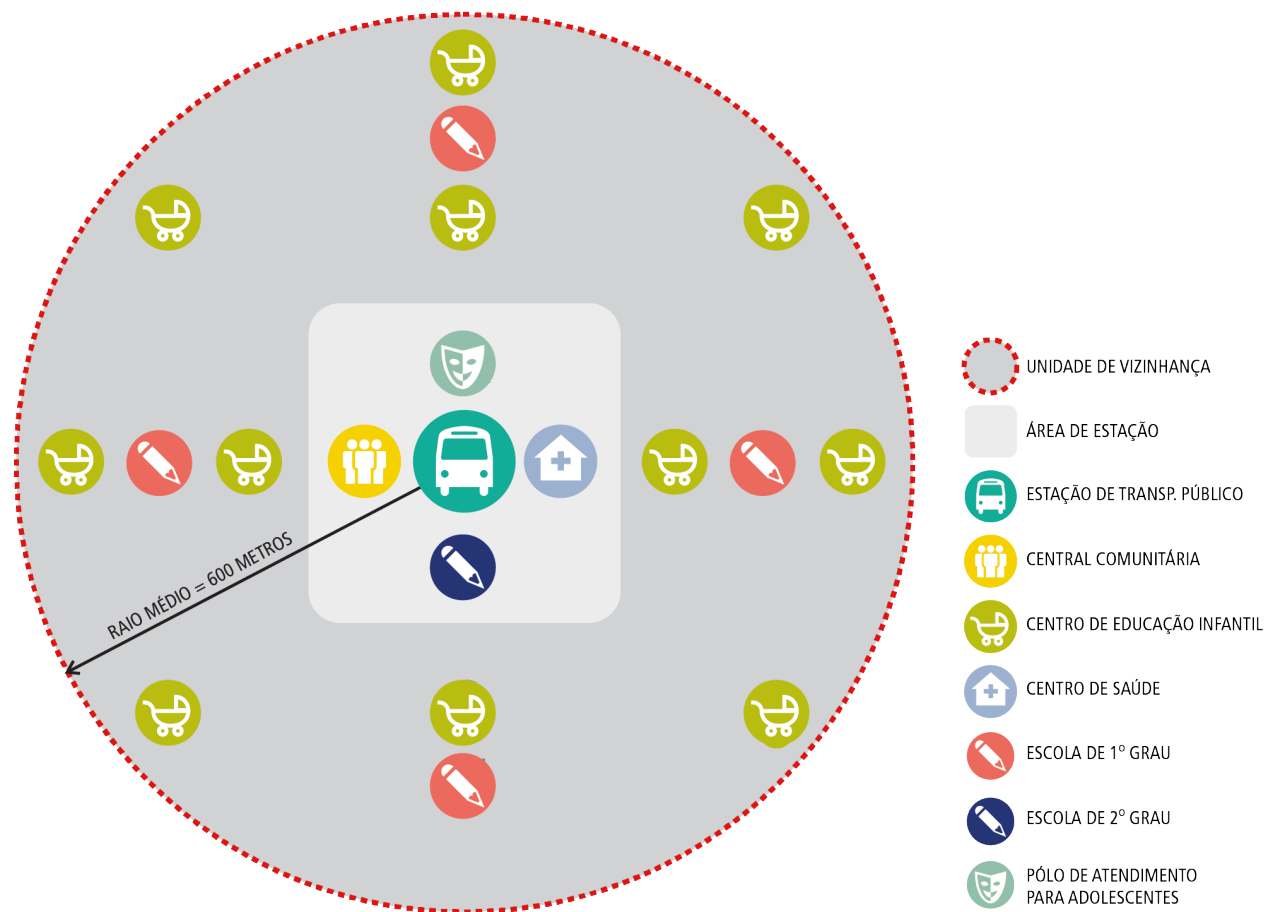 RAIO MÉDIO = 600 METROS
UNIDADE DE VIZINHANÇA
ÁREA DE ESTAÇÃO
ESTAÇÃO DE TRANSP. PÚBLICO
CENTRAL COMUNITÁRIA
CENTRO DE EDUCAÇÃO INFANTIL
CENTRO DE SAÚDE
ESCOLA DE 1º GRAU
ESCOLA DE 2º GRAU
PÓLO DE ATENDIMENTO
PARA ADOLESCENTES